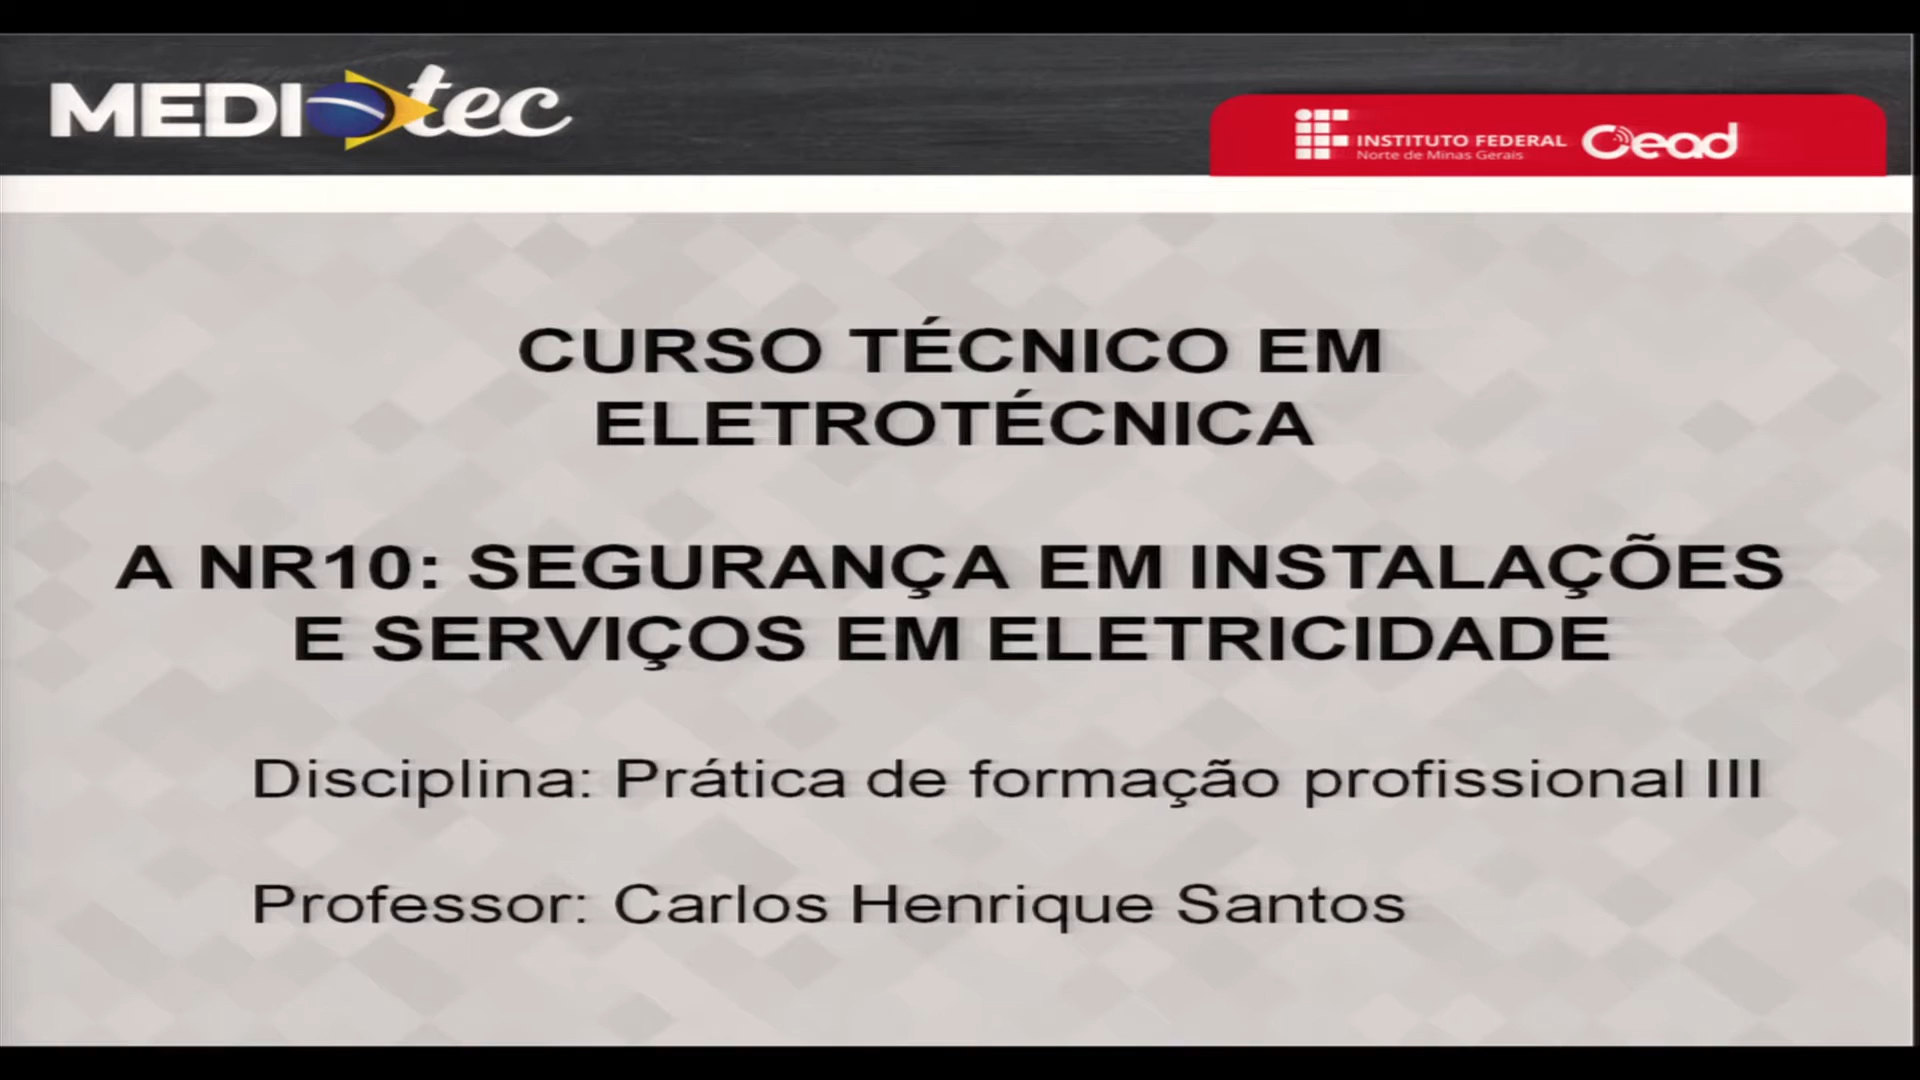 MEDIOtec
INSTITUTO FEDERAL
Norte de Minas Gerais
Cead
CURSO TÉCNICO EM
ELETROTÉCNICA
A NR10: SEGURANÇA EM INSTALAÇÕES
E SERVIÇOS EM ELETRICIDADE
Disciplina: Prática de formação profissional III
Professor: Carlos Henrique Santos